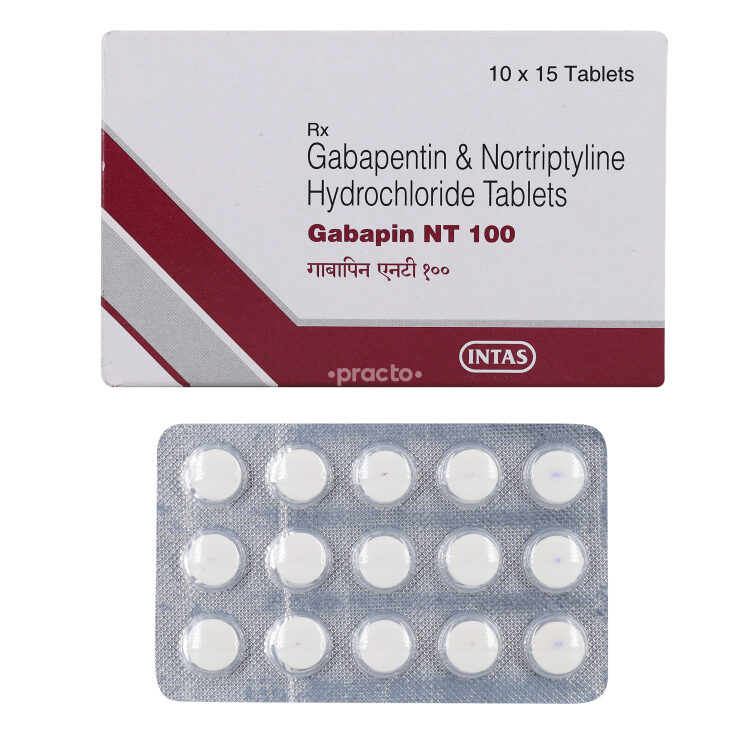 10 x 15 Tablets
Rx
Gabapentin & Nortriptyline
Hydrochloride Tablets
Gabapin NT 100
गाबापिन एनटी १००
INTAS
•practo•